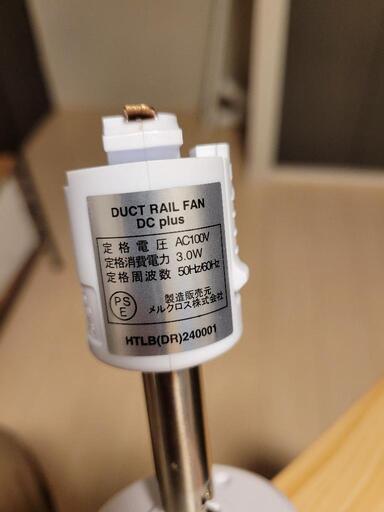 DUCT RAIL FAN
DC plus
定格電圧 AC100V
定格消費電力 3.0W
定格周波数 50Hz/60Hz
PS
E
製造販売元
メルクロス株式会社
HTLB(DR)240001